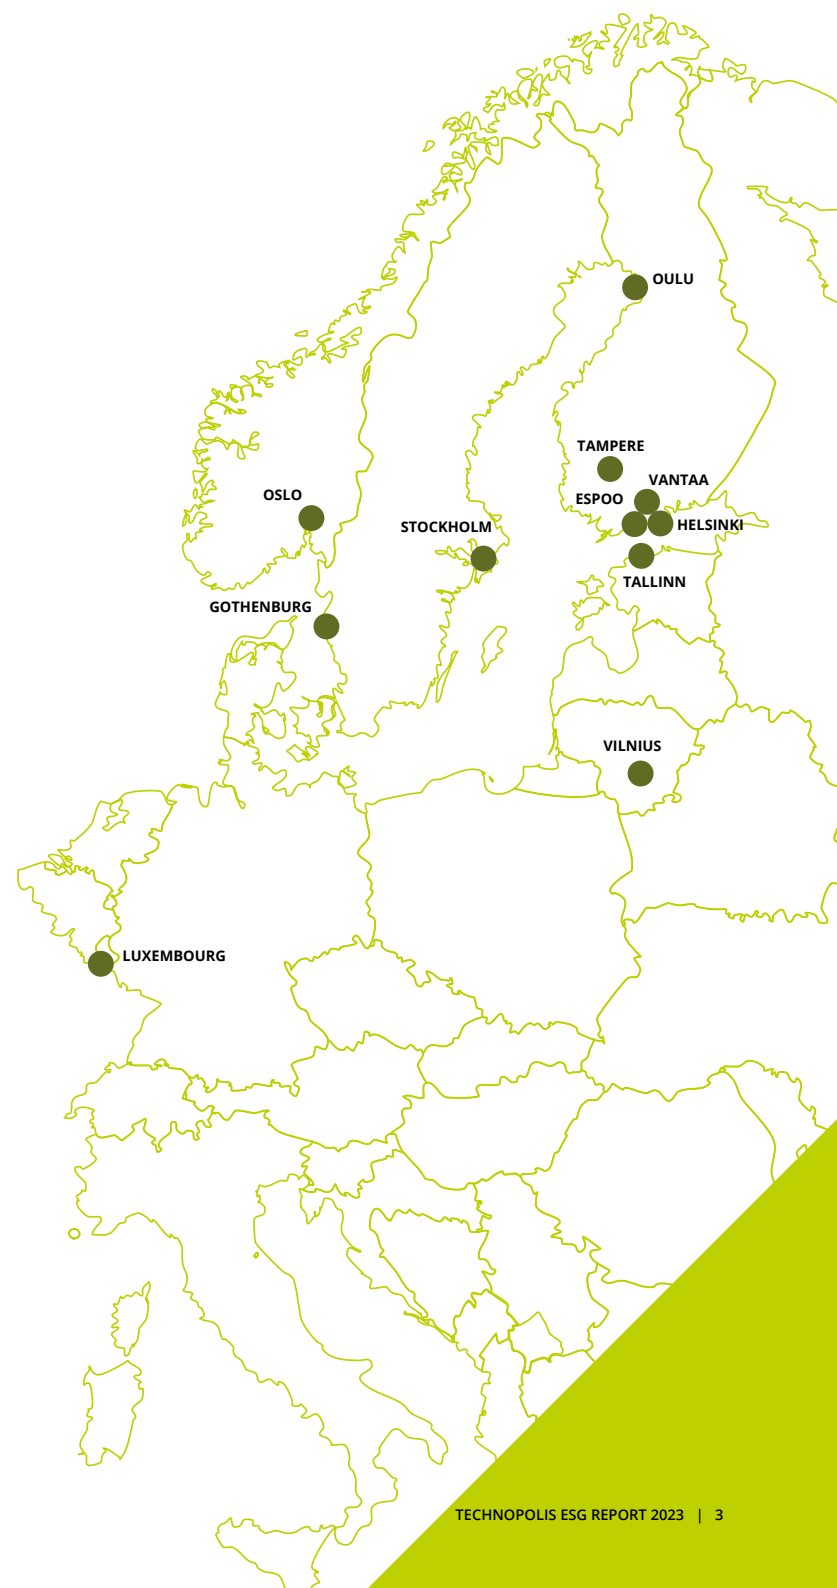 OULU
TAMPERE
VANTAA
ESPOO
OSLO
HELSINKI
STOCKHOLM
TALLINN
GOTHENBURG
VILNIUS
LUXEMBOURG
TECHNOPOLIS ESG REPORT 2023 | 3